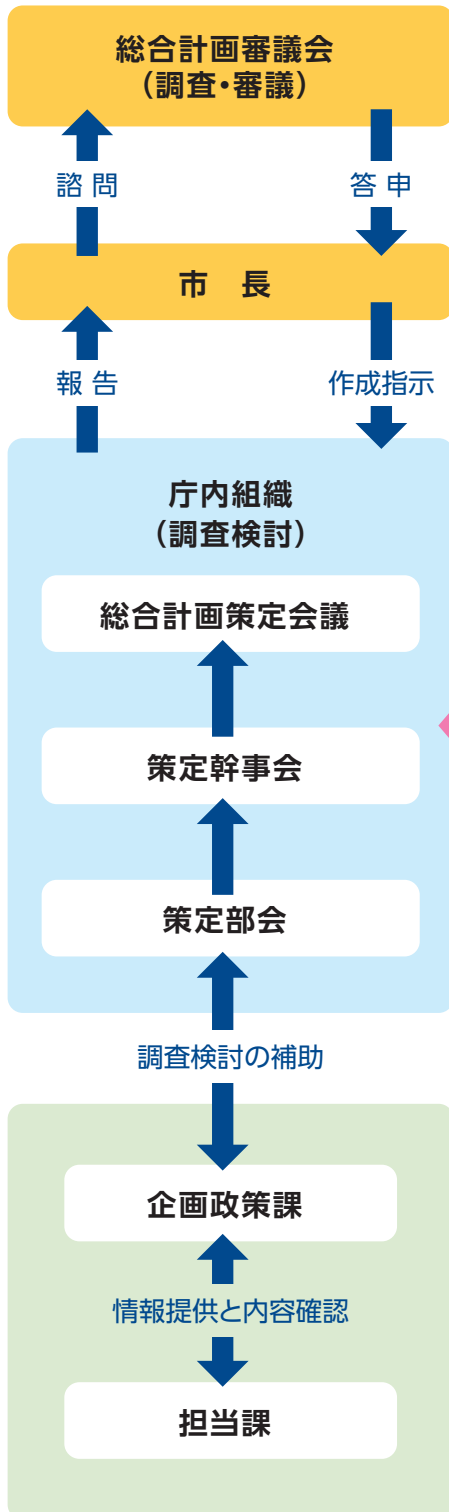 総合計画審議会
（調査・審議）
諮 問
答 申
市　長
報 告
作成指示
庁内組織
（調査検討）
総合計画策定会議
策定幹事会
策定部会
調査検討の補助
企画政策課
情報提供と内容確認
担当課